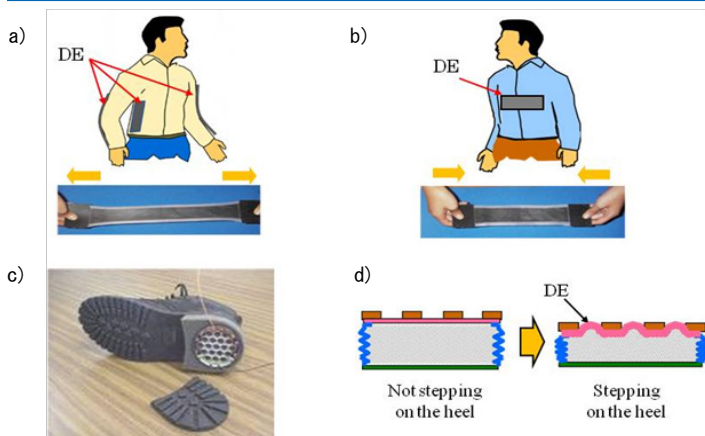 a)
DE
b)
DE
c)
d)
DE
Not stepping
on the heel
Stepping
on the heel